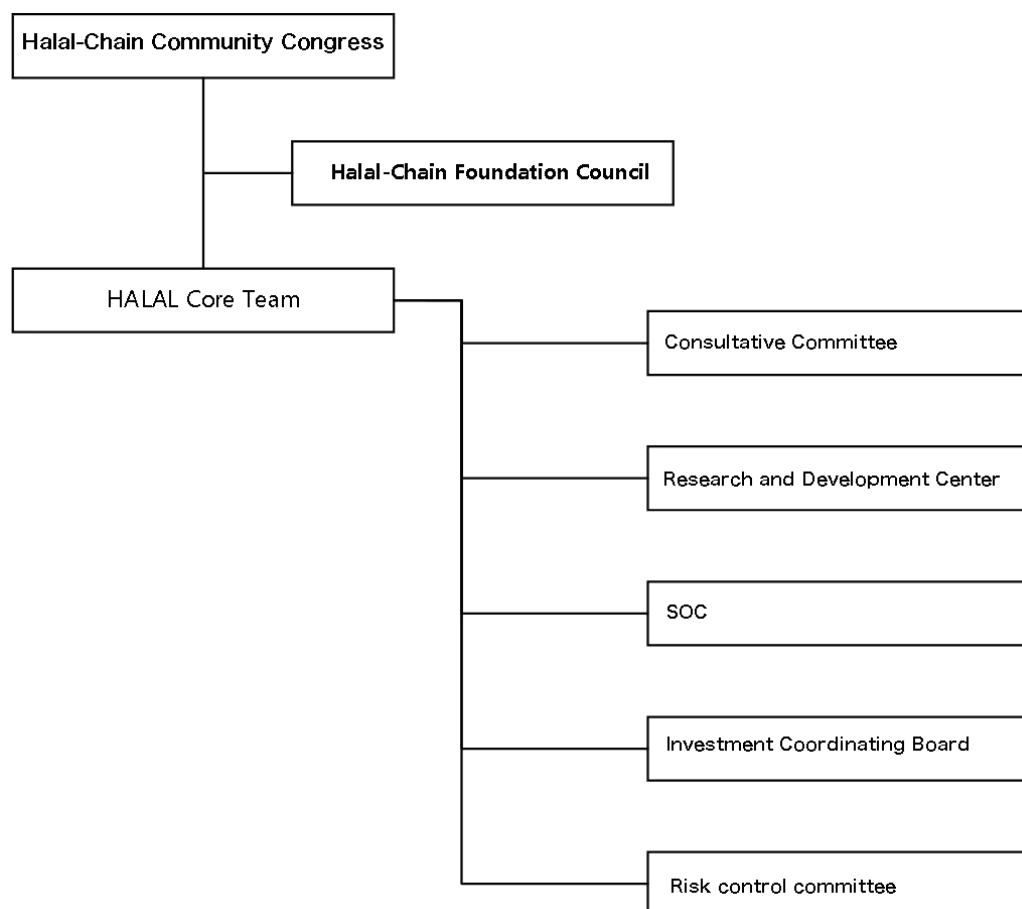 Halal-Chain Community Congress
Halal-Chain Foundation Council
HALAL Core Team
Consultative Committee
Research and Development Center
SOC
Investment Coordinating Board
Risk control committee